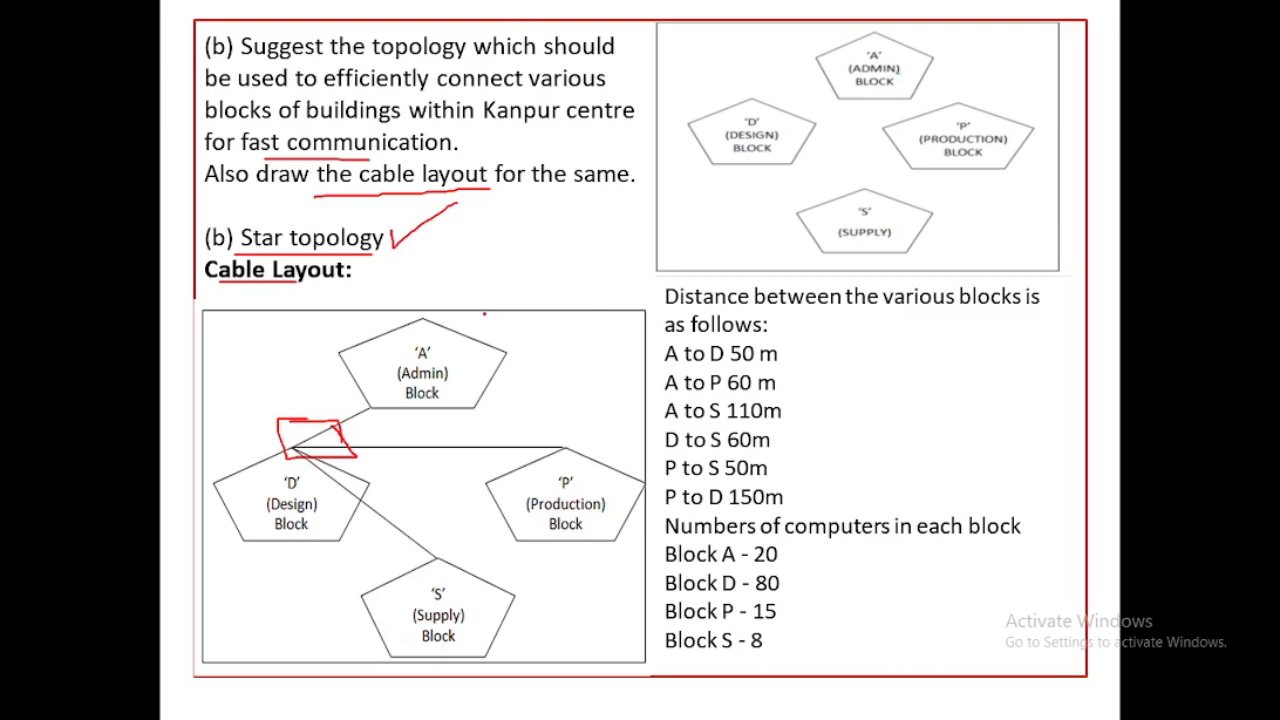 (b) Suggest the topology which should
be used to efficiently connect various
blocks of buildings within Kanpur centre
for fast communication.
Also draw the cable layout for the same.
(b) Star topology
Cable Layout:
'A'
(Admin)
Block
'D'
(Design)
Block
'P'
(Production)
Block
'S'
(Supply)
Block
'A'
(ADMIN)
BLOCK
'D'
(DESIGN)
BLOCK
'P'
(PRODUCTION)
BLOCK
'S'
(SUPPLY)
Distance between the various blocks is
as follows:
A to D 50 m
A to P 60 m
A to S 110m
D to S 60m
P to S 50m
P to D 150m
Numbers of computers in each block
Block A - 20
Block D - 80
Block P - 15
Block S - 8
Activate Windows
Go to Settings to activate Windows.